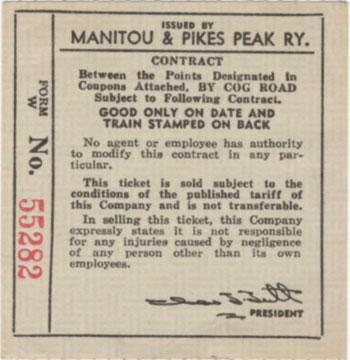 ISSUED BY
MANITOU & PIKES PEAK RY.
CONTRACT
Between the Points Designated in
Coupons Attached, BY COG ROAD
Subject to Following Contract.
GOOD ONLY ON DATE AND
TRAIN STAMPED ON BACK
No agent or employee has authority
to modify this contract in any par-
ticular.
This ticket is sold subject to the
conditions of the published tariff of
this Company and is not transferable.
In selling this ticket, this Company
expressly states it is not responsible
for any injuries caused by negligence
of any person other than its own
employees.
PRESIDENT
FORM
W
No.
55282